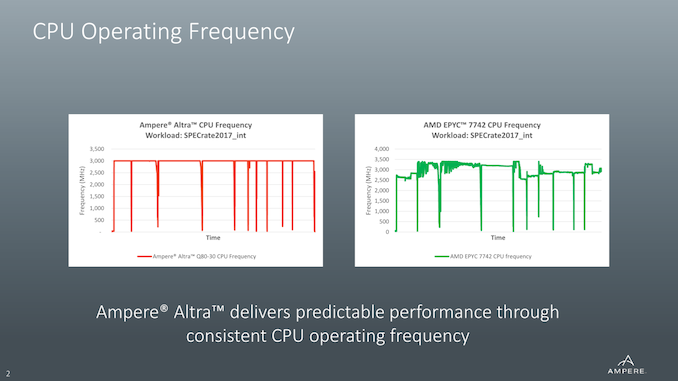 CPU Operating Frequency
Ampere® Altra™ CPU Frequency
Workload: SPECrate2017_int
3,500
3,000
2,500
2,000
1,500
1,000
500
-
Frequency (MHz)
Time
Ampere® Altra™ Q80-30 CPU Frequency
AMD EPYC™ 7742 CPU Frequency
Workload: SPECrate2017_int
4,000
3,500
3,000
2,500
2,000
1,500
1,000
500
0
Frequency (MHz)
Time
AMD EPYC 7742 CPU frequency
Ampere® Altra™ delivers predictable performance through
consistent CPU operating frequency
2
AMPERE.